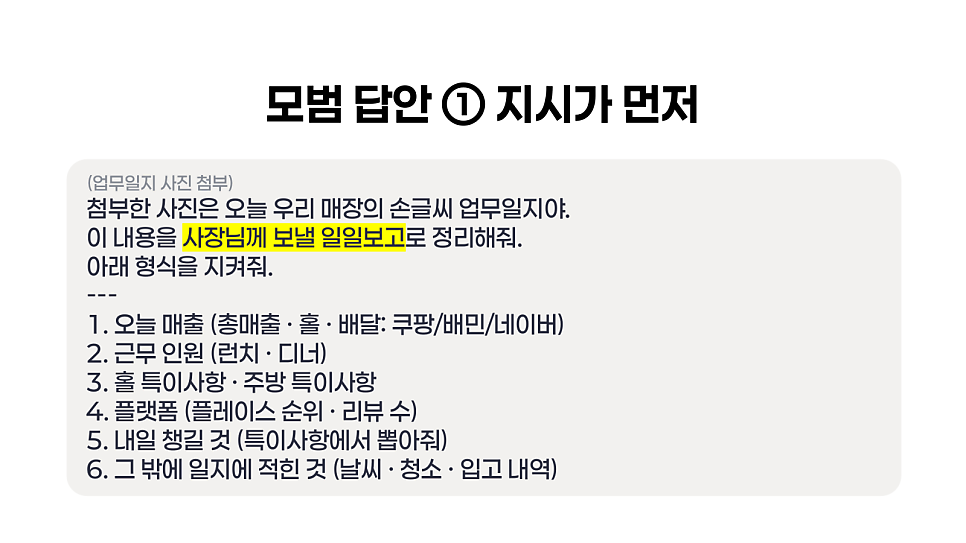 모범 답안 ① 지시가 먼저
(업무일지 사진 첨부)
첨부한 사진은 오늘 우리 매장의 손글씨 업무일지야.
이 내용을 사장님께 보낼 일일보고로 정리해줘.
아래 형식을 지켜줘.
---
1. 오늘 매출 (총매출 · 홀 · 배달: 쿠팡/배민/네이버)
2. 근무 인원 (런치 · 디너)
3. 홀 특이사항 · 주방 특이사항
4. 플랫폼 (플레이스 순위 · 리뷰 수)
5. 내일 챙길 것 (특이사항에서 뽑아줘)
6. 그 밖에 일지에 적힌 것 (날씨 · 청소 · 입고 내역)